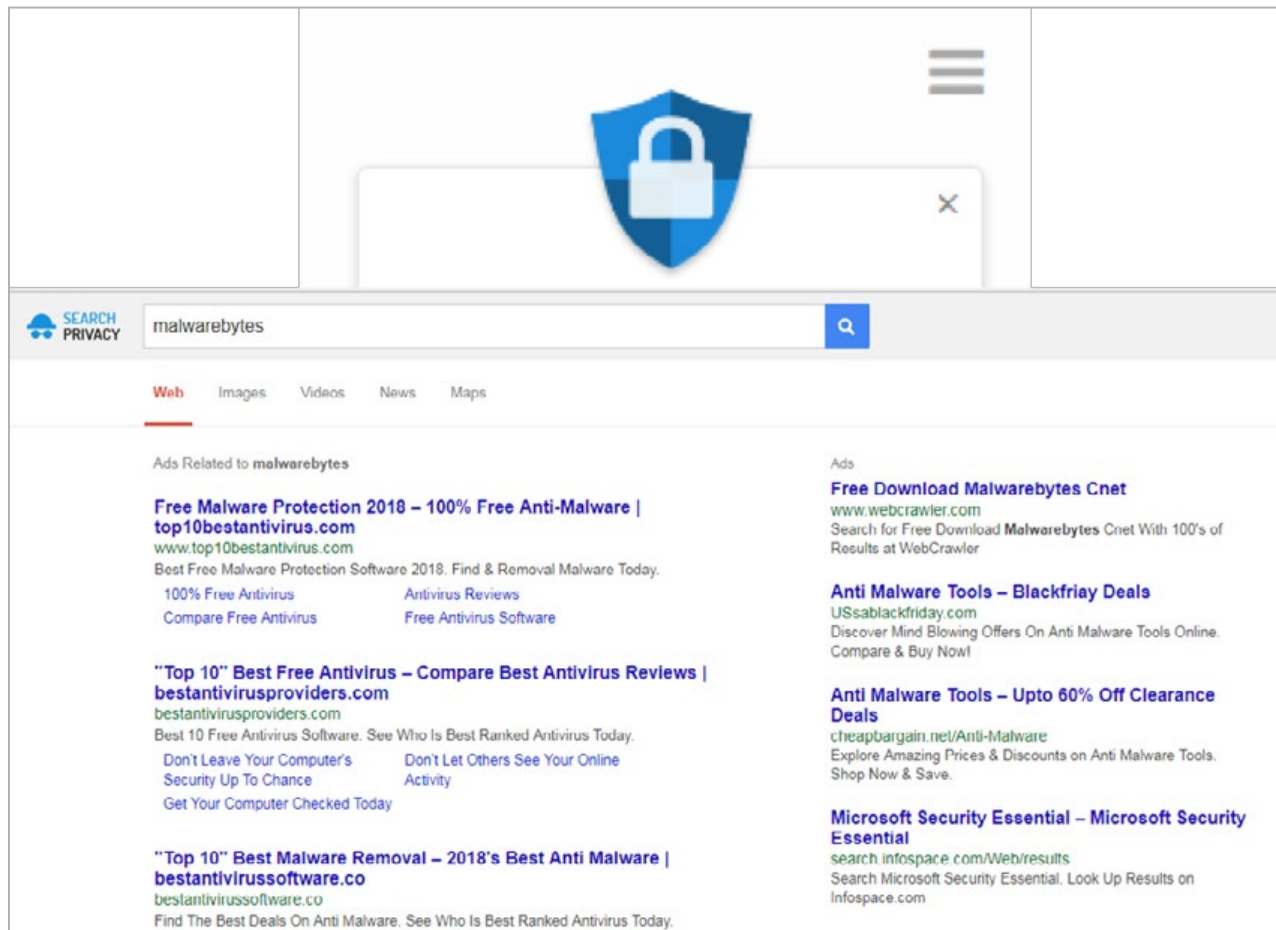 SEARCH
PRIVACY
malwarebytes
Web Images Videos News Maps
Ads Related to malwarebytes
Free Malware Protection 2018 – 100% Free Anti-Malware |
top10bestantivirus.com
www.top10bestantivirus.com
Best Free Malware Protection Software 2018. Find & Removal Malware Today.
100% Free Antivirus Antivirus Reviews
Compare Free Antivirus Free Antivirus Software
"Top 10" Best Free Antivirus – Compare Best Antivirus Reviews |
bestantivirusproviders.com
bestantivirusproviders.com
Best 10 Free Antivirus Software. See Who Is Best Ranked Antivirus Today.
Don't Leave Your Computer's Don't Let Others See Your Online
Security Up To Chance Activity
Get Your Computer Checked Today
"Top 10" Best Malware Removal – 2018's Best Anti Malware |
bestantivirussoftware.co
bestantivirussoftware.co
Find The Best Deals On Anti Malware. See Who Is Best Ranked Antivirus Today.
Ads
Free Download Malwarebytes Cnet
www.webcrawler.com
Search for Free Download Malwarebytes Cnet With 100's of
Results at WebCrawler
Anti Malware Tools – Blackfriay Deals
USsablackfriday.com
Discover Mind Blowing Offers On Anti Malware Tools Online.
Compare & Buy Now!
Anti Malware Tools – Upto 60% Off Clearance
Deals
cheapbargain.net/Anti-Malware
Explore Amazing Prices & Discounts on Anti Malware Tools.
Shop Now & Save.
Microsoft Security Essential – Microsoft Security
Essential
search.infospace.com/Web/results
Search Microsoft Security Essential. Look Up Results on
Infospace.com